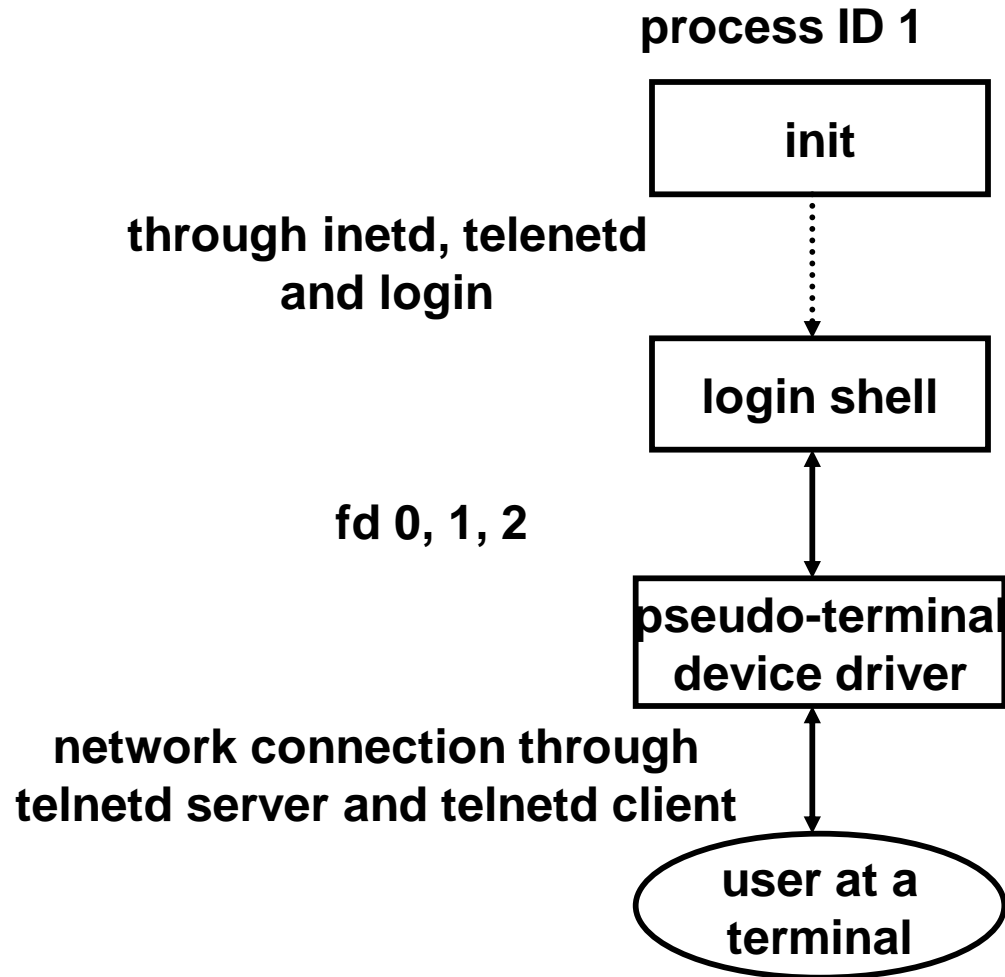 process ID 1
init
through inetd, telenetd
and login
login shell
fd 0, 1, 2
pseudo-terminal
device driver
network connection through
telnetd server and telnetd client
user at a
terminal